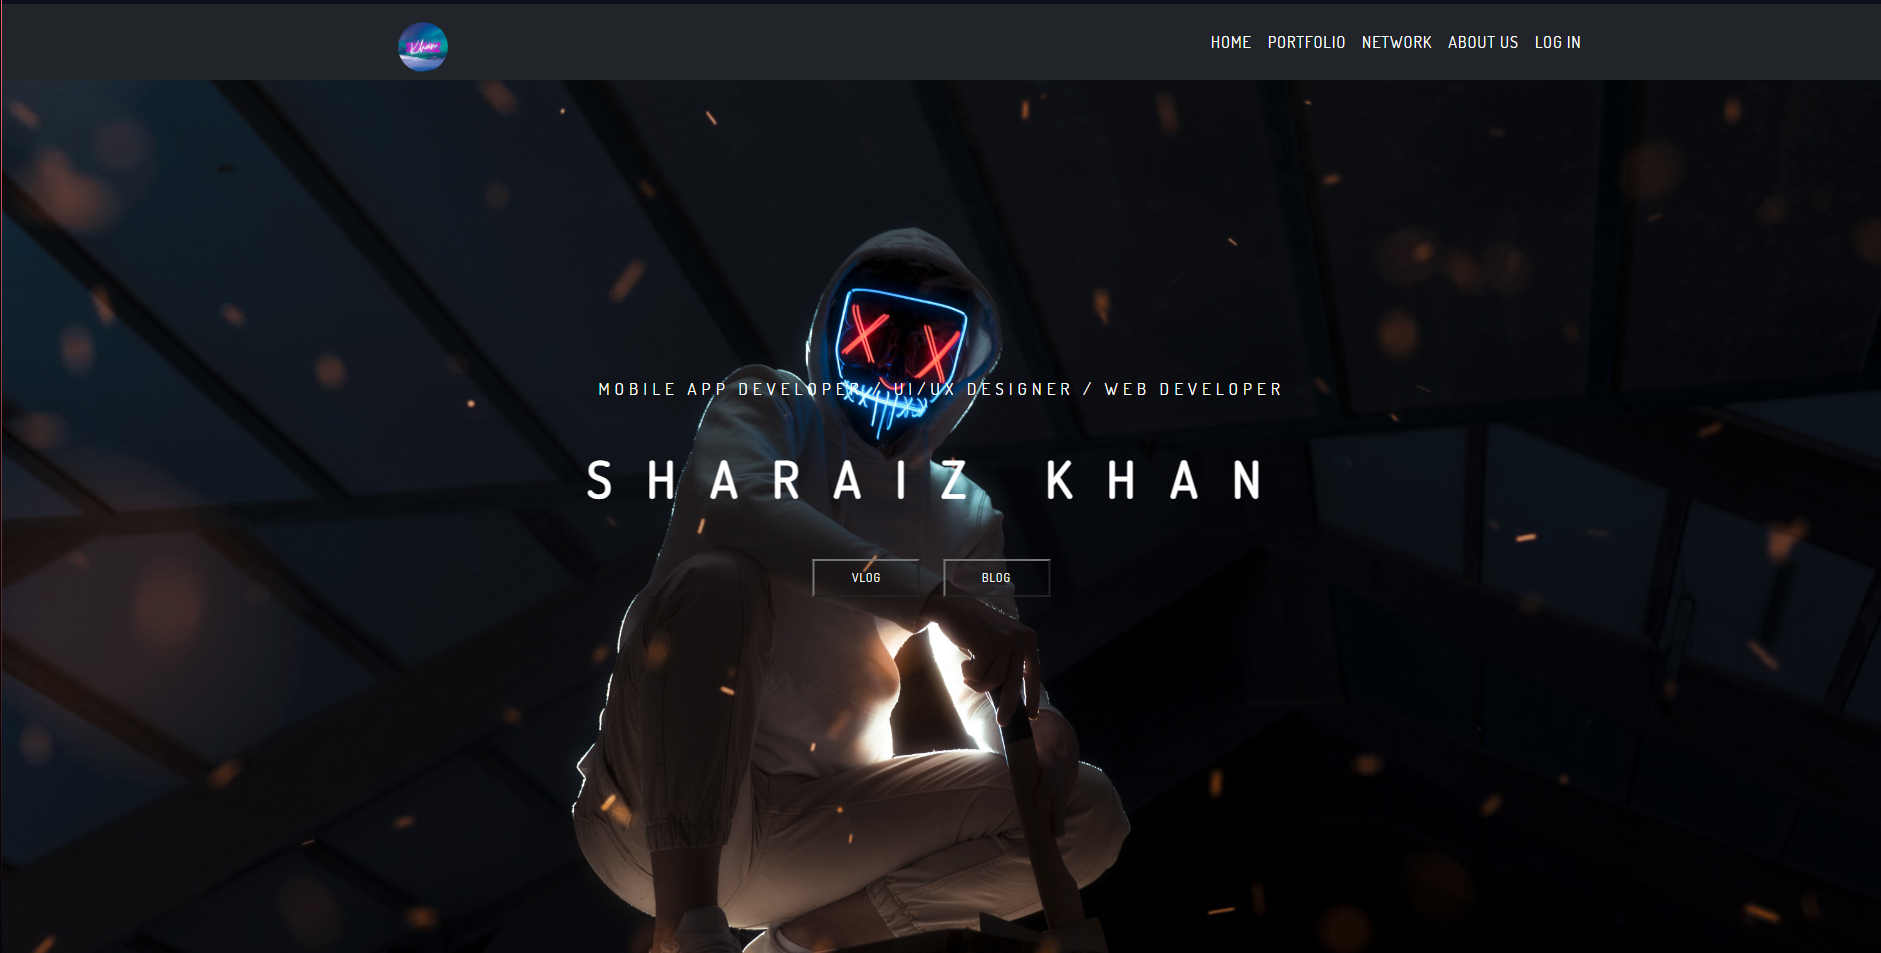 Khan
HOME PORTFOLIO NETWORK ABOUT US LOG IN
MOBILE APP DEVELOPER / UI/UX DESIGNER / WEB DEVELOPER
SHARAIZ KHAN
VLOG BLOG